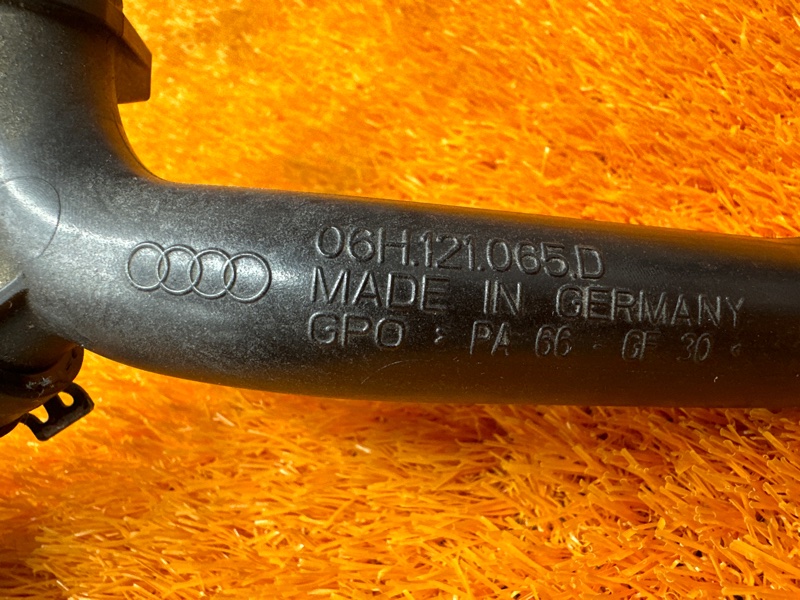 06H.121.065.D
MADE IN GERMANY
GPO > PA 66 - GF 30 <